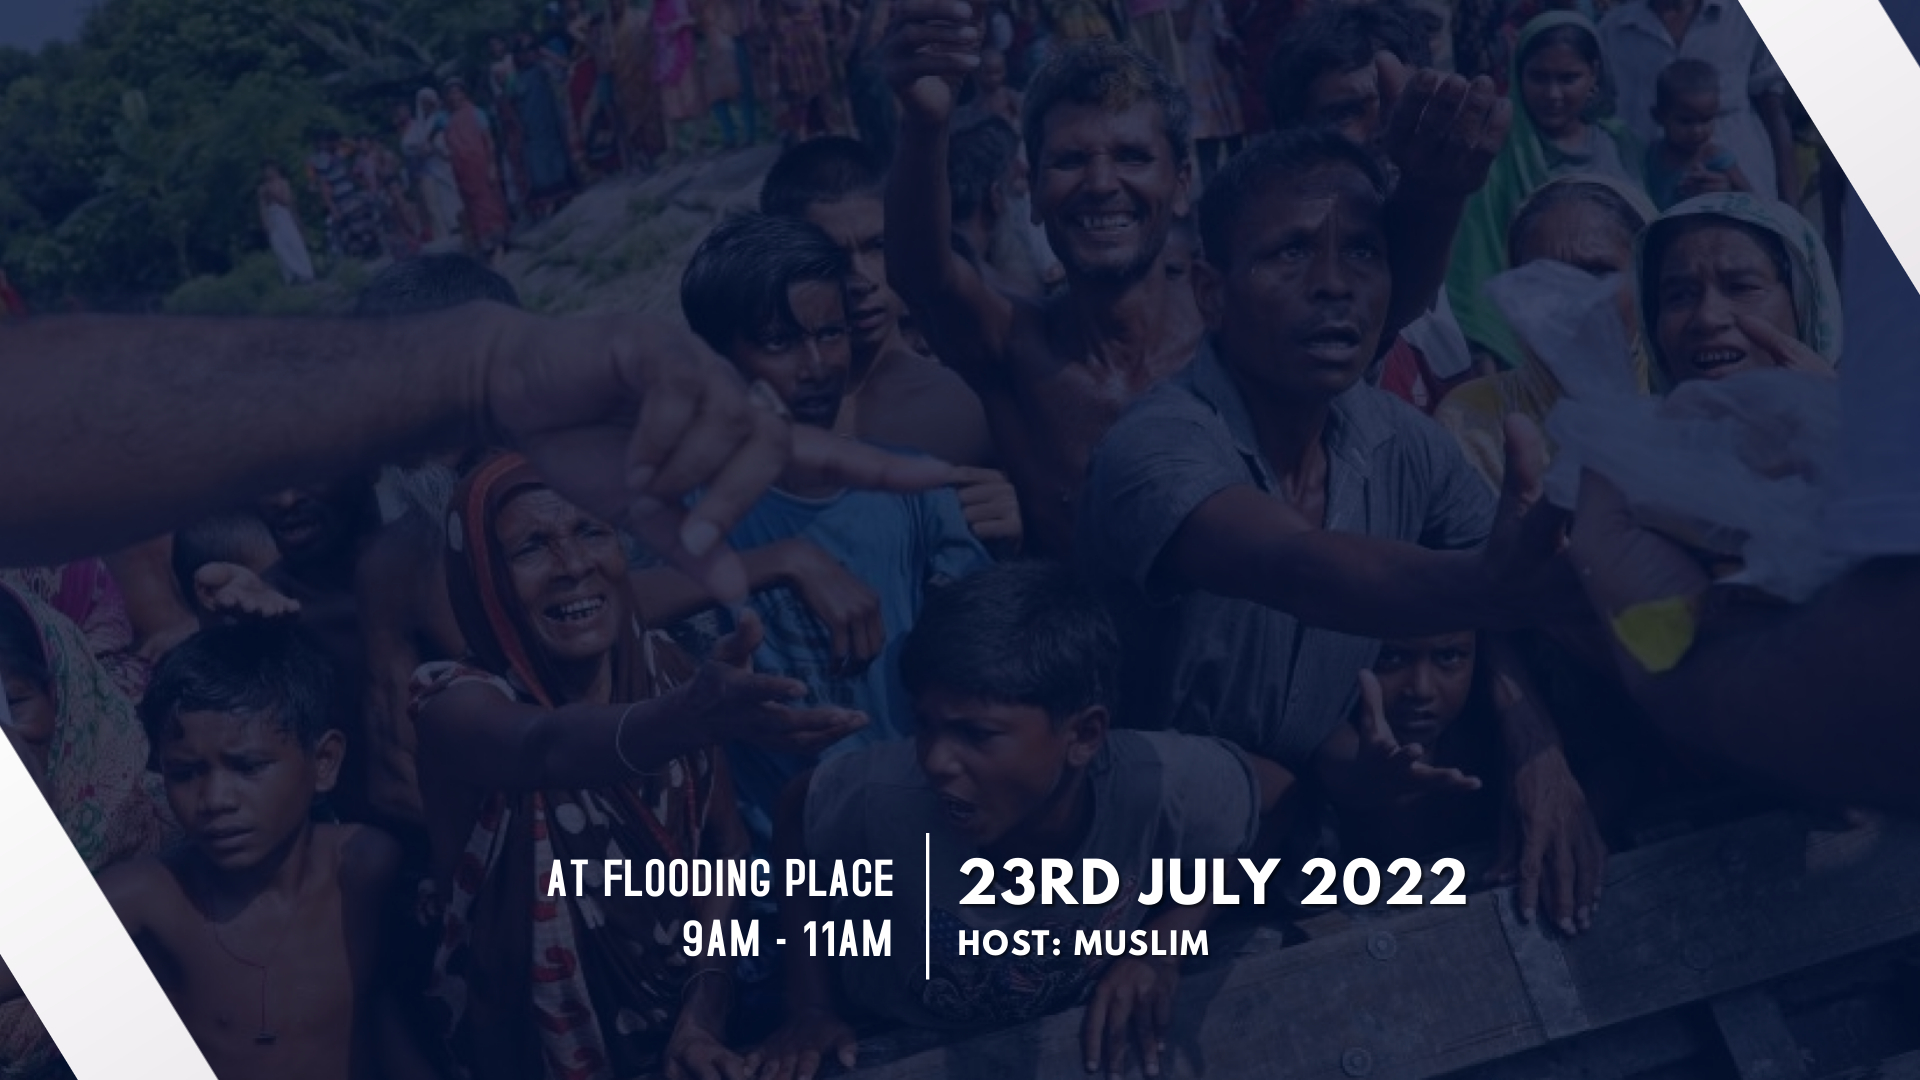 AT FLOODING PLACE
9AM - 11AM
23RD JULY 2022
HOST: MUSLIM